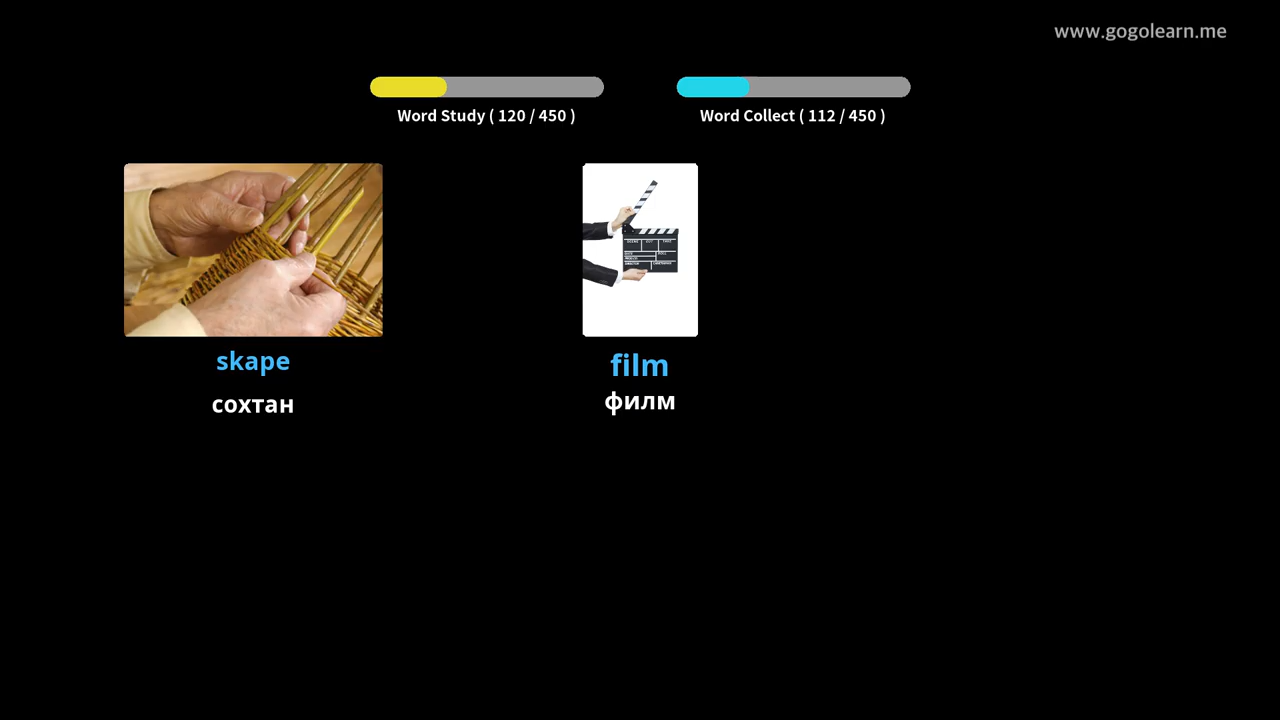 www.gogolearn.me
Word Study ( 120 / 450 )
Word Collect ( 112 / 450 )
skape
сохтан
film
филм